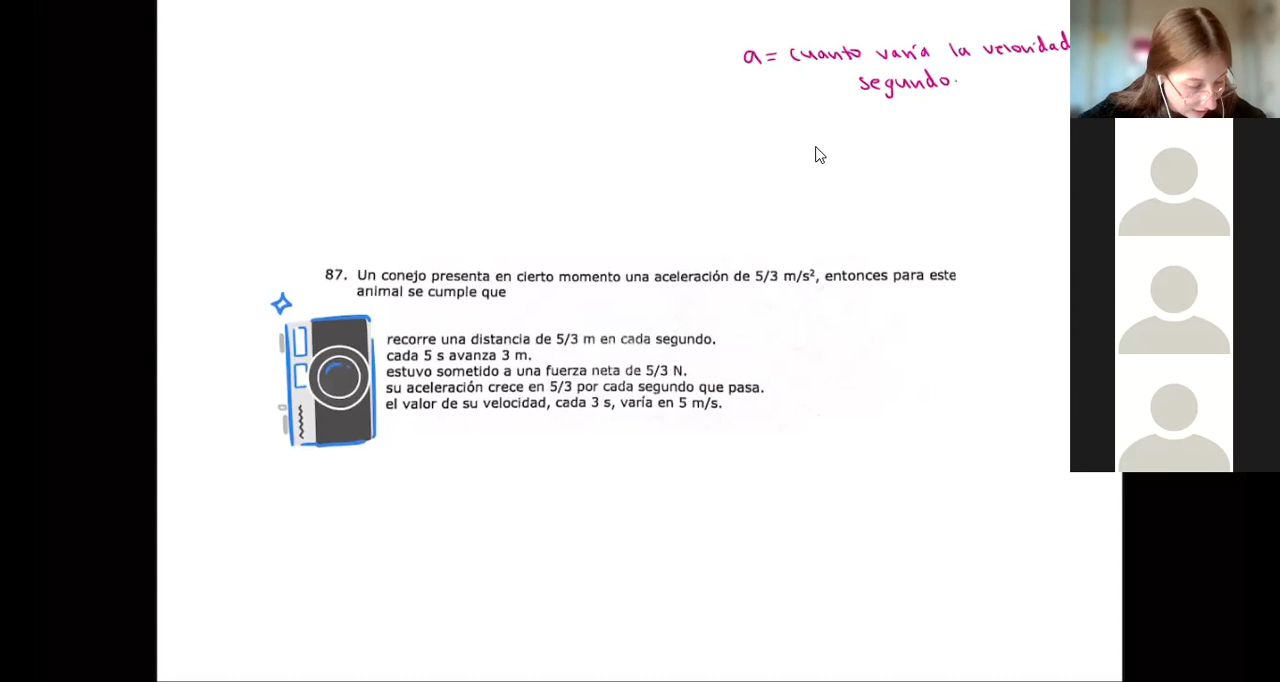 a = cuanto varía la velocidad
segundo.
87. Un conejo presenta en cierto momento una aceleración de 5/3 m/s², entonces para este
animal se cumple que
recorre una distancia de 5/3 m en cada segundo.
cada 5 s avanza 3 m.
estuvo sometido a una fuerza neta de 5/3 N.
su aceleración crece en 5/3 por cada segundo que pasa.
el valor de su velocidad, cada 3 s, varía en 5 m/s.